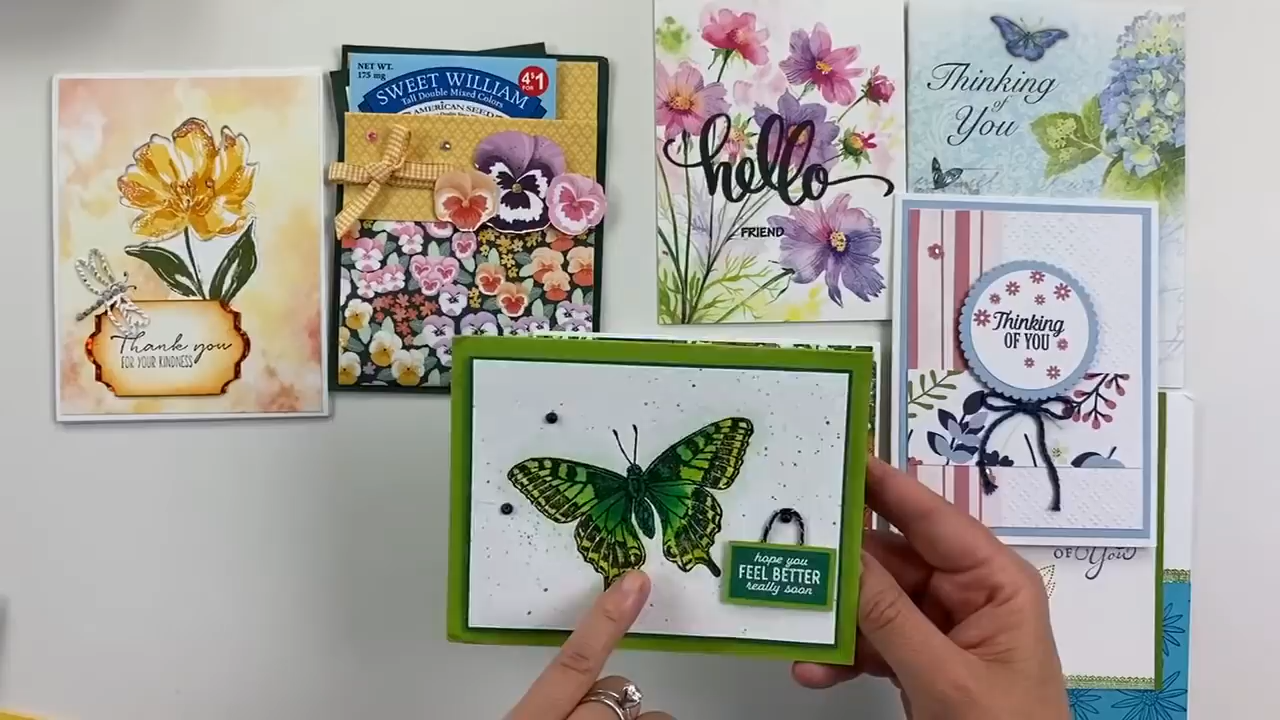 Thank you
FOR YOUR KINDNESS
NET WT.
175 mg
SWEET WILLIAM
Tall Double Mixed Colors
AMERICAN SEED
4 FOR $1
hello
FRIEND
Thinking
of
You
Thinking
OF YOU
OF You
hope you
FEEL BETTER
really soon